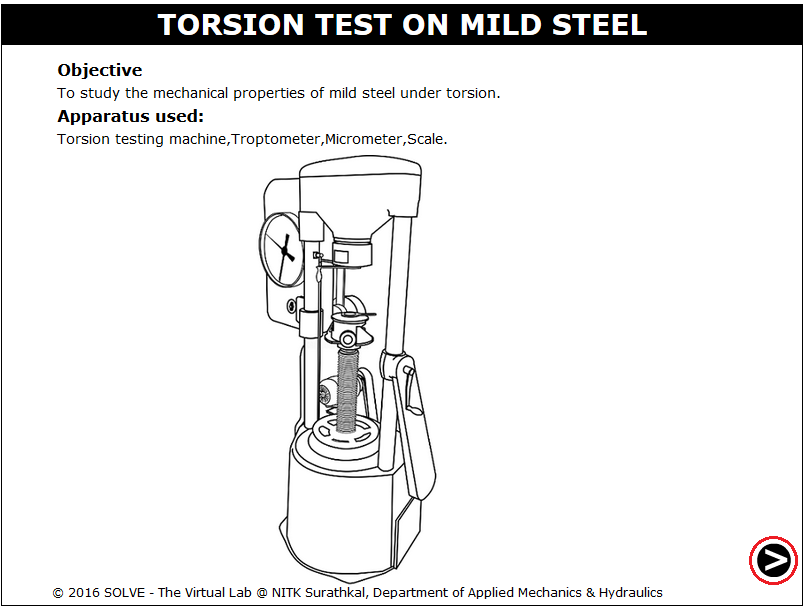 TORSION TEST ON MILD STEEL
Objective
To study the mechanical properties of mild steel under torsion.
Apparatus used:
Torsion testing machine,Troptometer,Micrometer,Scale.
© 2016 SOLVE - The Virtual Lab @ NITK Surathkal, Department of Applied Mechanics & Hydraulics